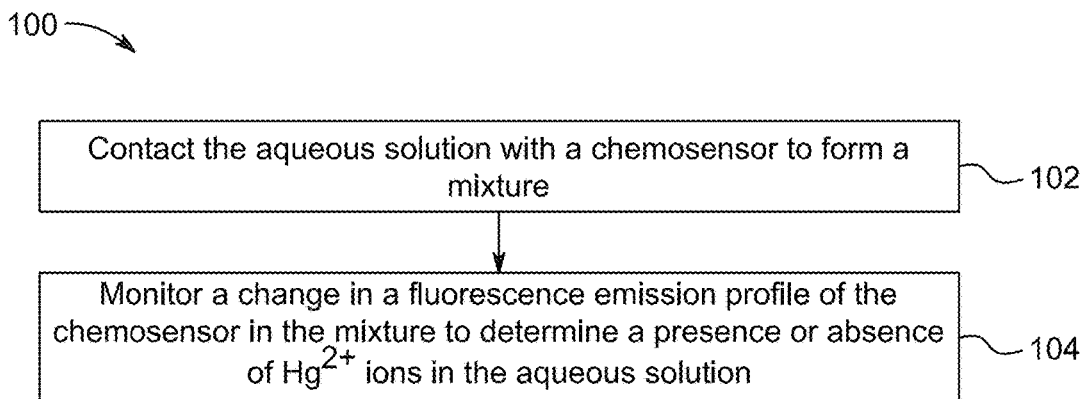 100
Contact the aqueous solution with a chemosensor to form a
mixture
102
Monitor a change in a fluorescence emission profile of the
chemosensor in the mixture to determine a presence or absence
of Hg²⁺ ions in the aqueous solution
104